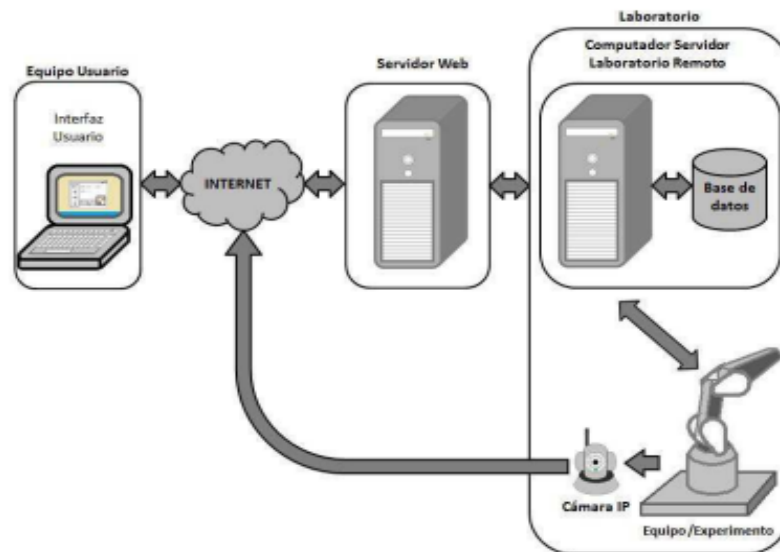 Laboratorio
Computador Servidor
Laboratorio Remoto
Servidor Web
Equipo Usuario
Interfaz
Usuario
INTERNET
Base de
datos
Cámara IP
Equipo/Experimento